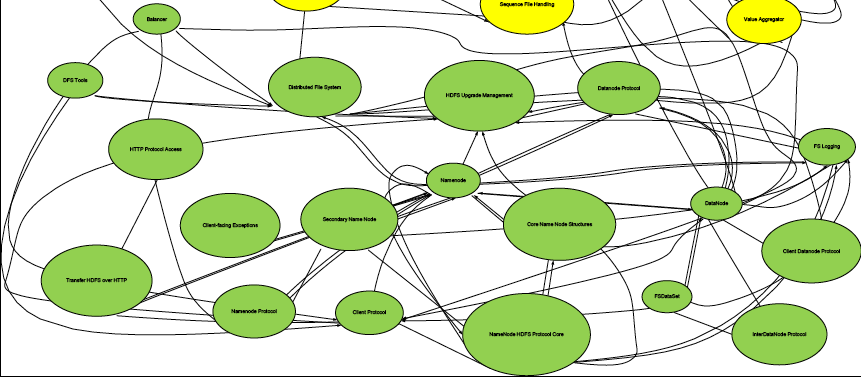 Sequence File Handling
Balancer
Value Aggregator
DFS Tools
Distributed File System
HDFS Upgrade Management
Datanode Protocol
HTTP Protocol Access
FS Logging
Namenode
Client-facing Exceptions
Secondary Name Node
Core Name Node Structures
DataNode
Client Datanode Protocol
Transfer HDFS over HTTP
Namenode Protocol
Client Protocol
FSDataSet
NameNode HDFS Protocol Core
InterDataNode Protocol